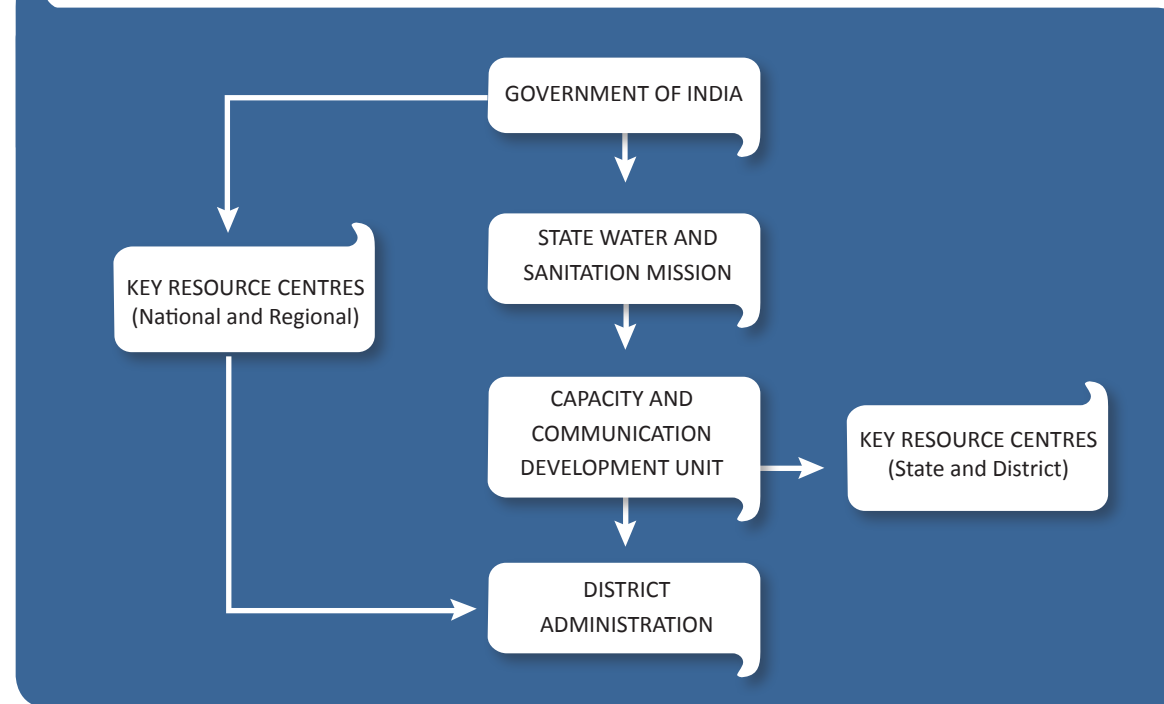 GOVERNMENT OF INDIA
STATE WATER AND
SANITATION MISSION
KEY RESOURCE CENTRES
(National and Regional)
CAPACITY AND
COMMUNICATION
DEVELOPMENT UNIT
KEY RESOURCE CENTRES
(State and District)
DISTRICT
ADMINISTRATION